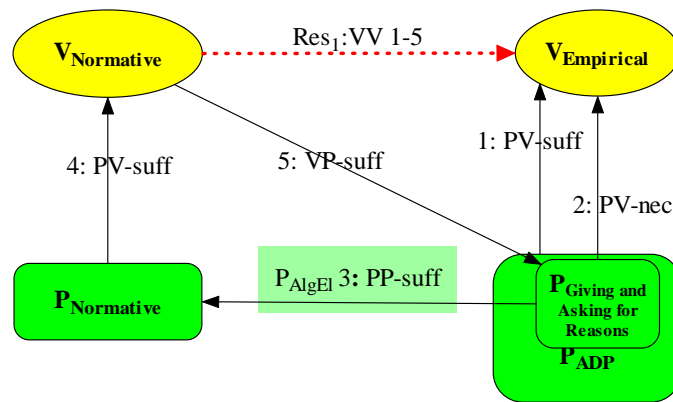 Res1:VV 1-5
VNormative
VEmpirical
1: PV-suff
4: PV-suff
5: VP-suff
2: PV-nec
PAlgEl 3: PP-suff
PNormative
PGiving and
Asking for
Reasons
PADP